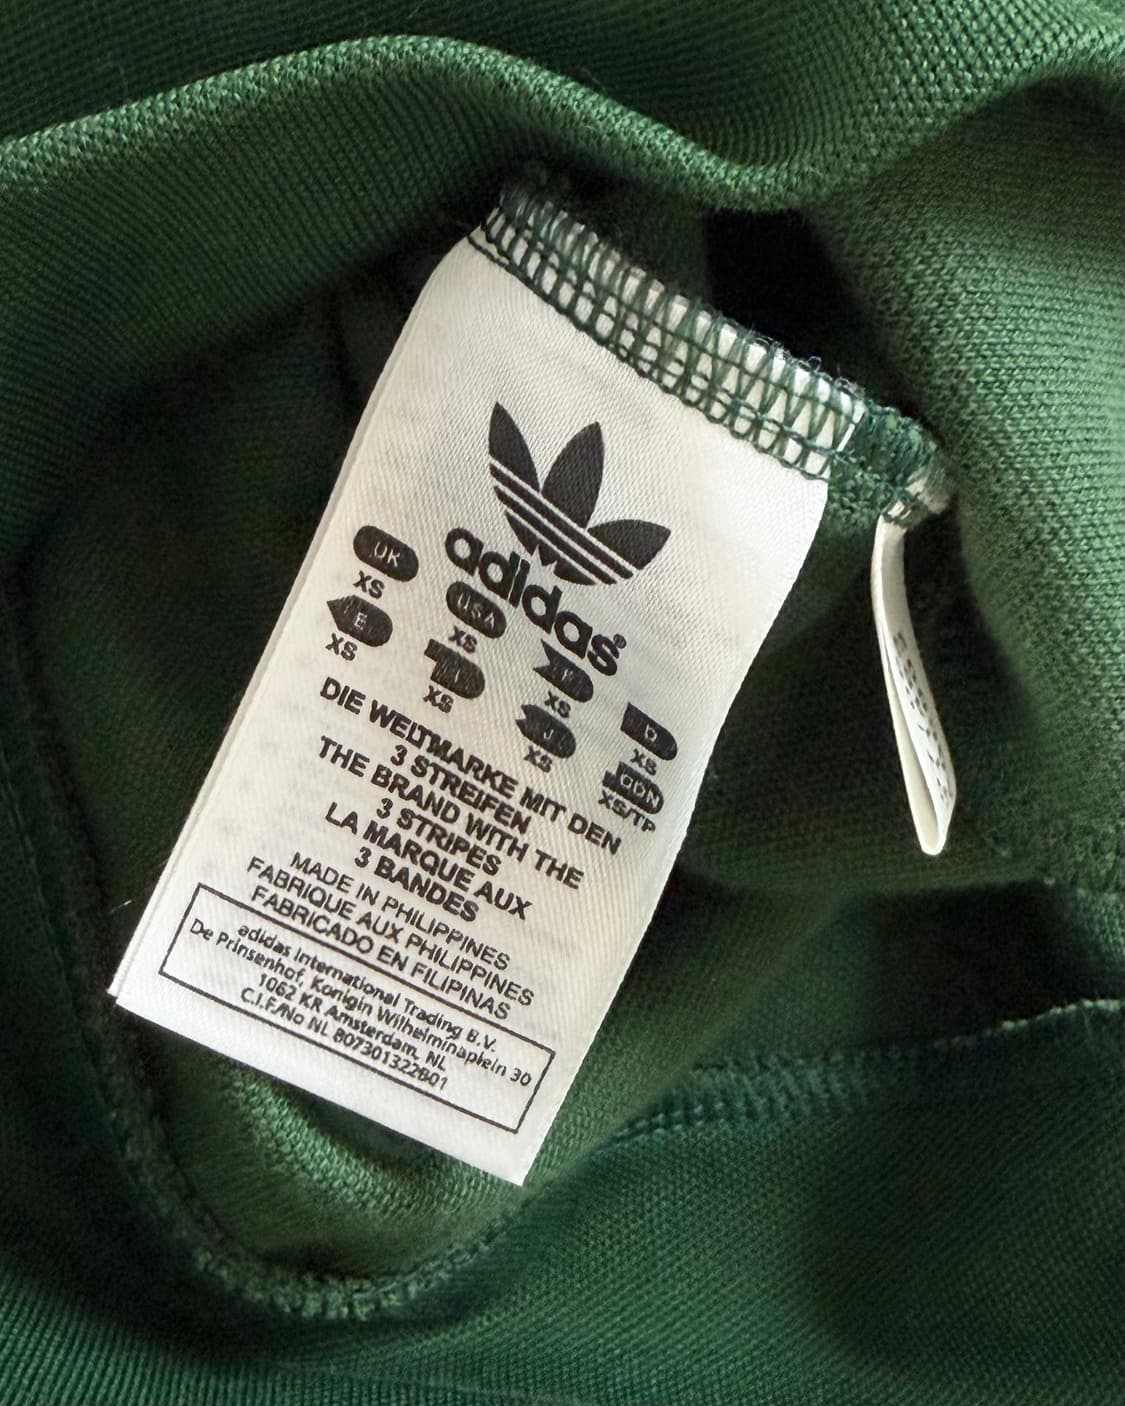 adidas®
UK USA F D
XS XS XS XS
E I J CDN
XS XS XS XS/TP
DIE WELTMARKE MIT DEN
3 STREIFEN
THE BRAND WITH THE
3 STRIPES
LA MARQUE AUX
3 BANDES
MADE IN PHILIPPINES
FABRIQUE AUX PHILIPPINES
FABRICADO EN FILIPINAS
adidas International Trading B.V.
De Prinsenhof, Konigin Wilhelminaplein 30
1062 KR Amsterdam, NL
C.I.F./No NL 807301322B01